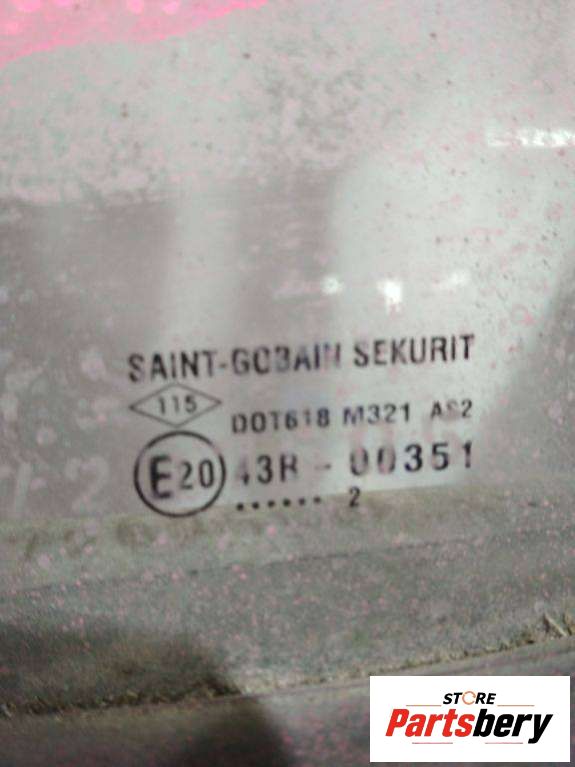 SAINT-GOBAIN SEKURIT
115
DOT618 M321 AS2
E20 43R - 00351
...... 2
STORE
Partsbery